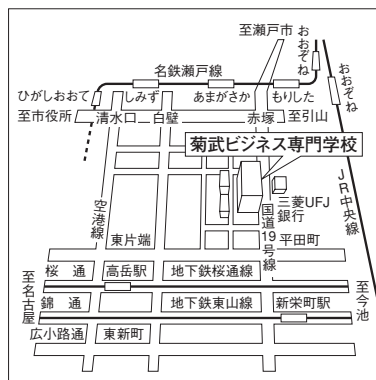 至瀬戸市
おおぞね
おおぞね
名鉄瀬戸線
ひがしおおて
しみず
あまがさか
もりした
至市役所
清水口
白壁
赤塚
至引山
菊武ビジネス専門学校
空港線
国道19号線
三菱UFJ
銀行
JR中央線
東片端
平田町
桜通
高岳駅
地下鉄桜通線
至名古屋
至今池
錦通
地下鉄東山線
新栄町駅
広小路通
東新町